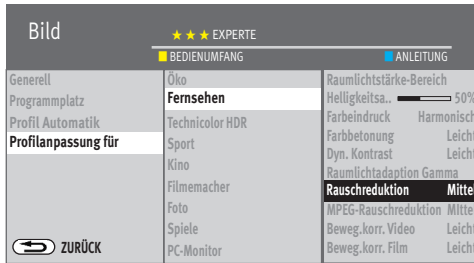 Bild
★ ★ ★ EXPERTE
BEDIENUMFANG
ANLEITUNG
Generell
Programmplatz
Profil Automatik
Profilanpassung für
ZURÜCK
Öko
Fernsehen
Technicolor HDR
Sport
Kino
Filmemacher
Foto
Spiele
PC-Monitor
Raumlichtstärke-Bereich
Helligkeitsa.. 50%
Farbeindruck Harmonisch
Farbbetonung Leicht
Dyn. Kontrast Leicht
Raumlichtadaption Gamma
Rauschreduktion Mittel
MPEG-Rauschreduktion Mittel
Beweg.korr. Video Leicht
Beweg.korr. Film Leicht